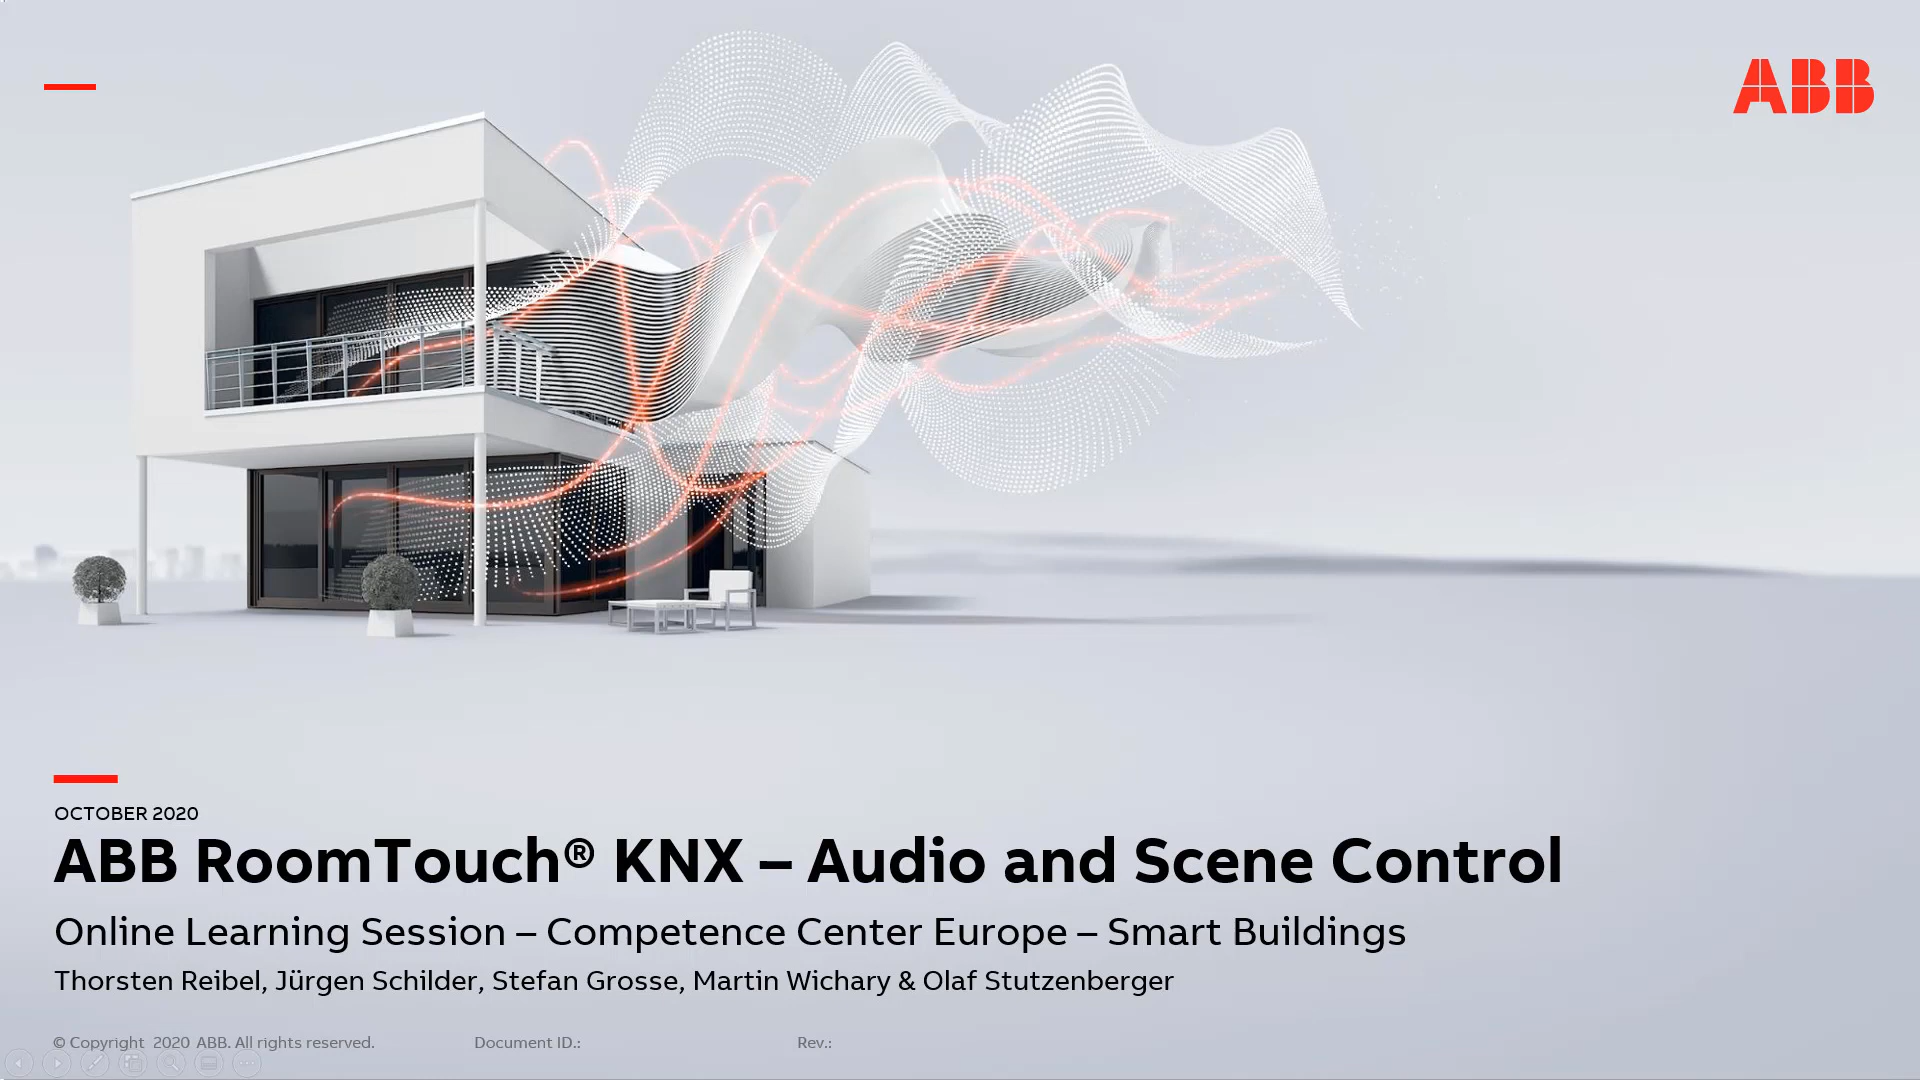 ABB
OCTOBER 2020
ABB RoomTouch® KNX – Audio and Scene Control
Online Learning Session – Competence Center Europe – Smart Buildings
Thorsten Reibel, Jürgen Schilder, Stefan Grosse, Martin Wichary & Olaf Stutzenberger
© Copyright 2020 ABB. All rights reserved. Document ID.: Rev.: